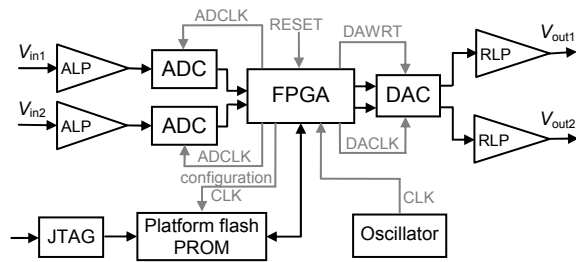 ADCLK
RESET
DAWRT
Vin1
ALP
ADC
FPGA
DAC
RLP
Vout1
Vin2
ALP
ADC
RLP
Vout2
ADCLK
DACLK
configuration
CLK
CLK
JTAG
Platform flash
PROM
Oscillator